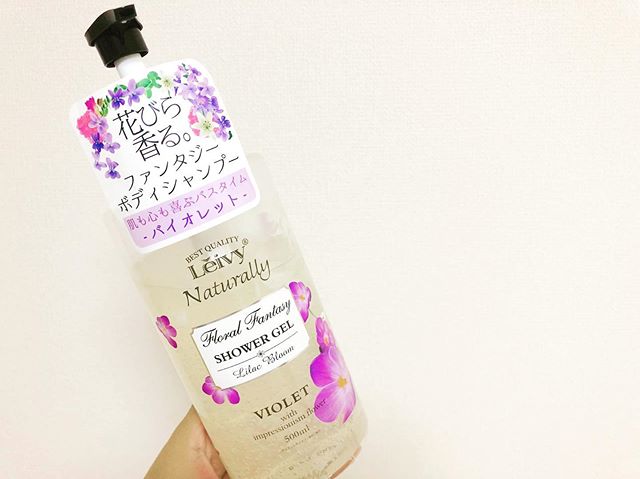 花びら
香る。
ファンタジー
ボディシャンプー
肌も心も喜ぶバスタイム
-バイオレット-
BEST QUALITY
Leivy®
Naturally
Floral Fantasy
SHOWER GEL
Lilac Bloom
VIOLET
with
impressionism flower
500ml